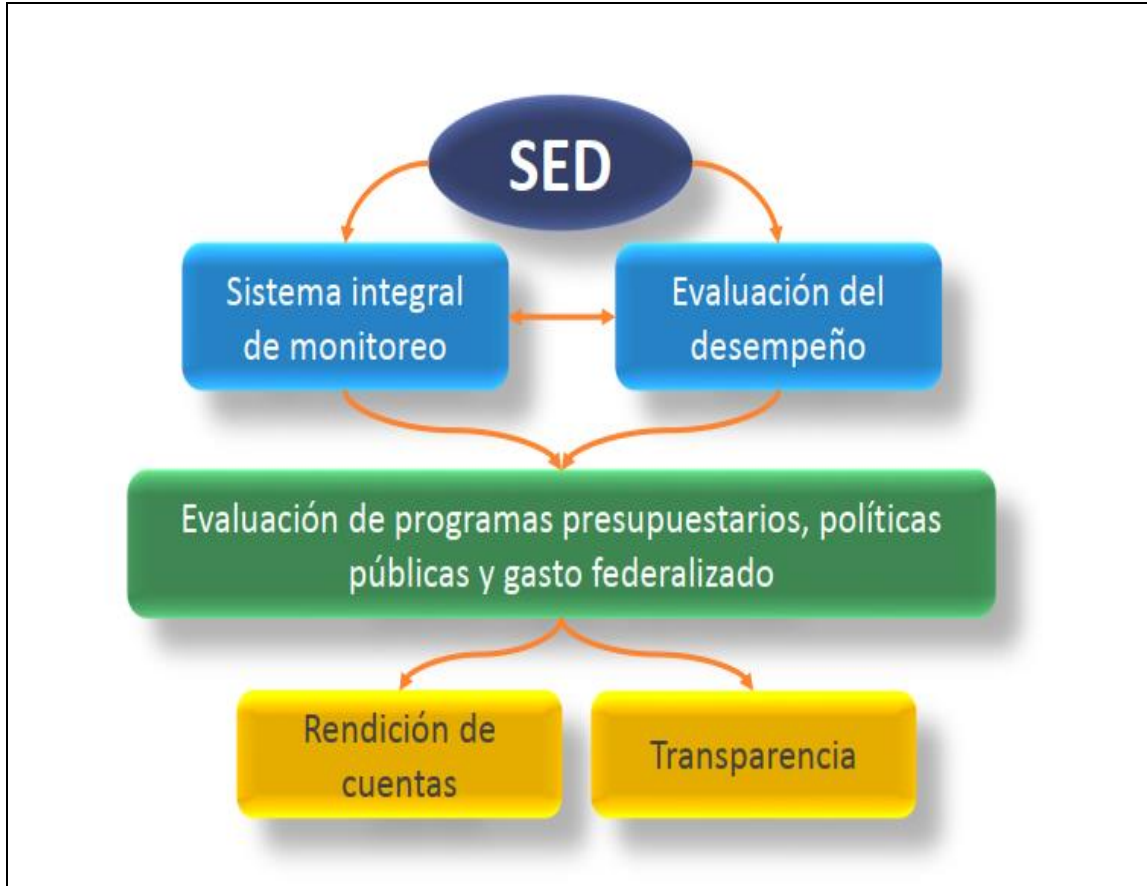 SED
Sistema integral
de monitoreo
Evaluación del
desempeño
Evaluación de programas presupuestarios, políticas
públicas y gasto federalizado
Rendición de
cuentas
Transparencia